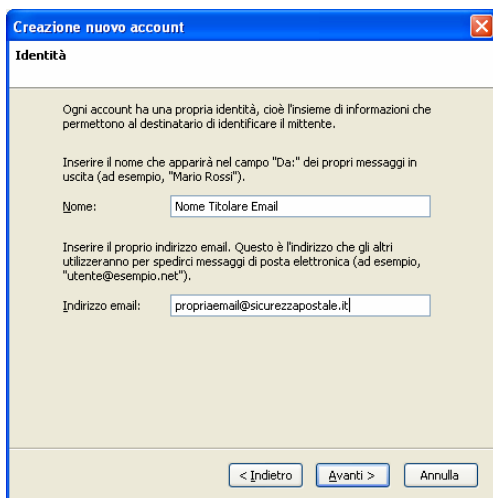 Creazione nuovo account
Identità
Ogni account ha una propria identità, cioè l'insieme di informazioni che
permettono al destinatario di identificare il mittente.
Inserire il nome che apparirà nel campo "Da:" dei propri messaggi in
uscita (ad esempio, "Mario Rossi").
Nome: Nome Titolare Email
Inserire il proprio indirizzo email. Questo è l'indirizzo che gli altri
utilizzeranno per spedirci messaggi di posta elettronica (ad esempio,
"utente@esempio.net").
Indirizzo email: propriaemail@sicurezzapostale.it
< Indietro Avanti > Annulla